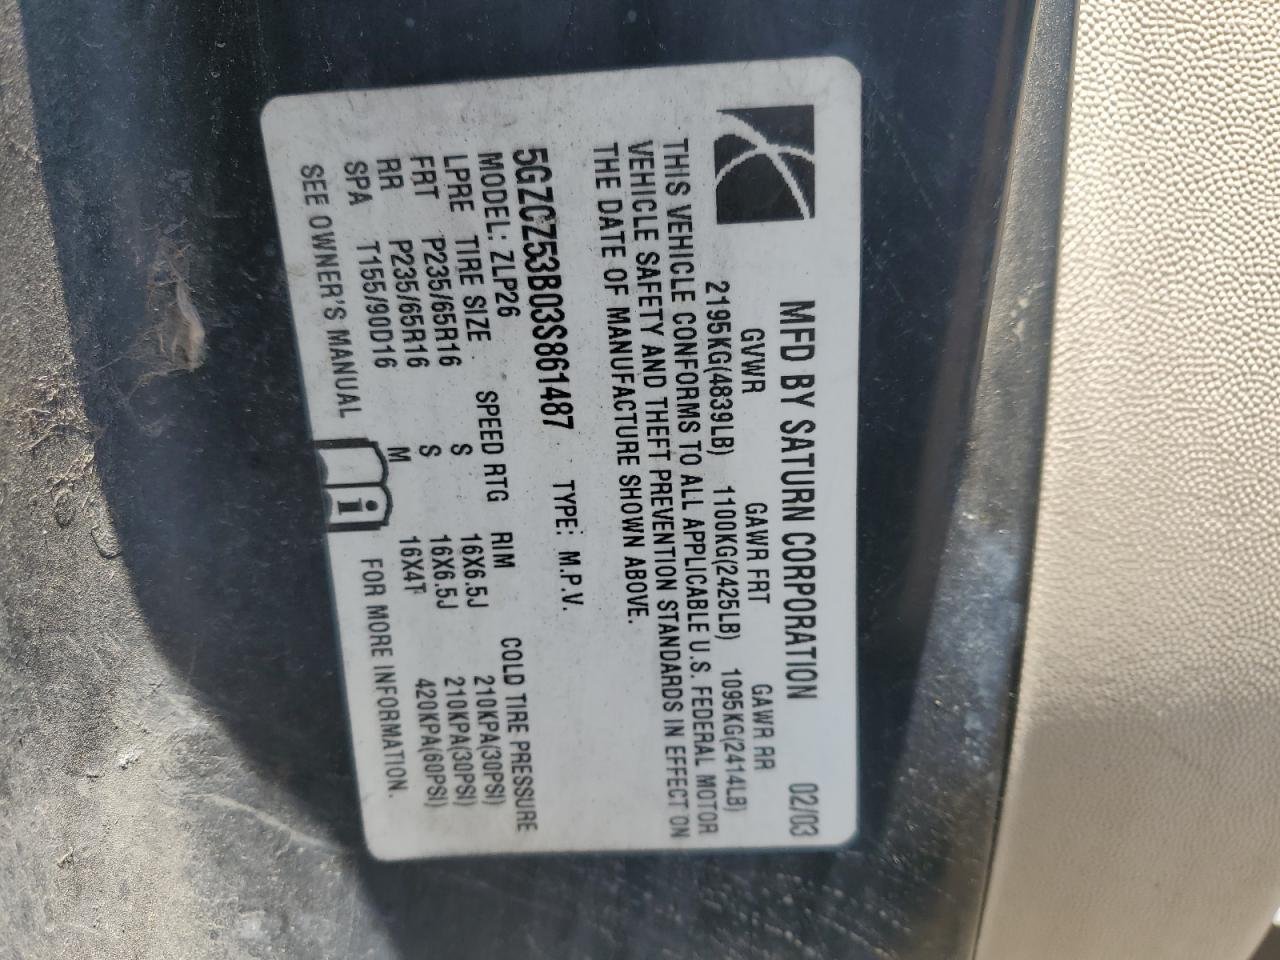 MFD BY SATURN CORPORATION 02/03
GVWR GAWR FRT GAWR RR
2195KG(4839LB) 1100KG(2425LB) 1095KG(2414LB)
THIS VEHICLE CONFORMS TO ALL APPLICABLE U.S. FEDERAL MOTOR
VEHICLE SAFETY AND THEFT PREVENTION STANDARDS IN EFFECT ON
THE DATE OF MANUFACTURE SHOWN ABOVE.
5GZCZ53B03S861487 TYPE: M.P.V.
MODEL: ZLP26
LPRE TIRE SIZE SPEED RTG RIM COLD TIRE PRESSURE
FRT P235/65R16 S 16X6.5J 210KPA(30PSI)
RR P235/65R16 S 16X6.5J 210KPA(30PSI)
SPA T155/90D16 M 16X4T 420KPA(60PSI)
SEE OWNER'S MANUAL i FOR MORE INFORMATION.